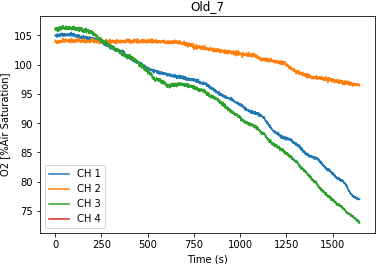 Old_7
O2 [%Air Saturation]
105
100
95
90
85
80
75
CH 1
CH 2
CH 3
CH 4
0 250 500 750 1000 1250 1500
Time (s)